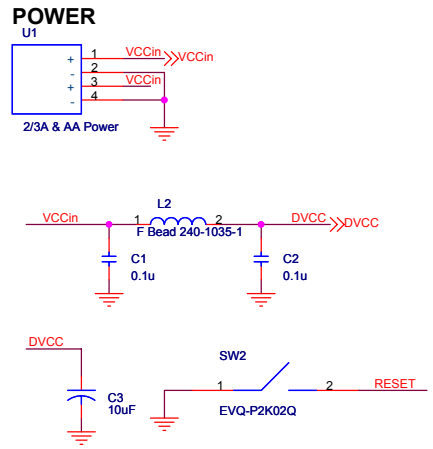 POWER
U1
+ 1 VCCin VCCin
- 2
+ 3 VCCin
- 4
2/3A & AA Power
L2
VCCin 1 2 DVCC DVCC
F Bead 240-1035-1
C1 C2
0.1u 0.1u
DVCC
SW2
C3 1 2 RESET
10uF EVQ-P2K02Q